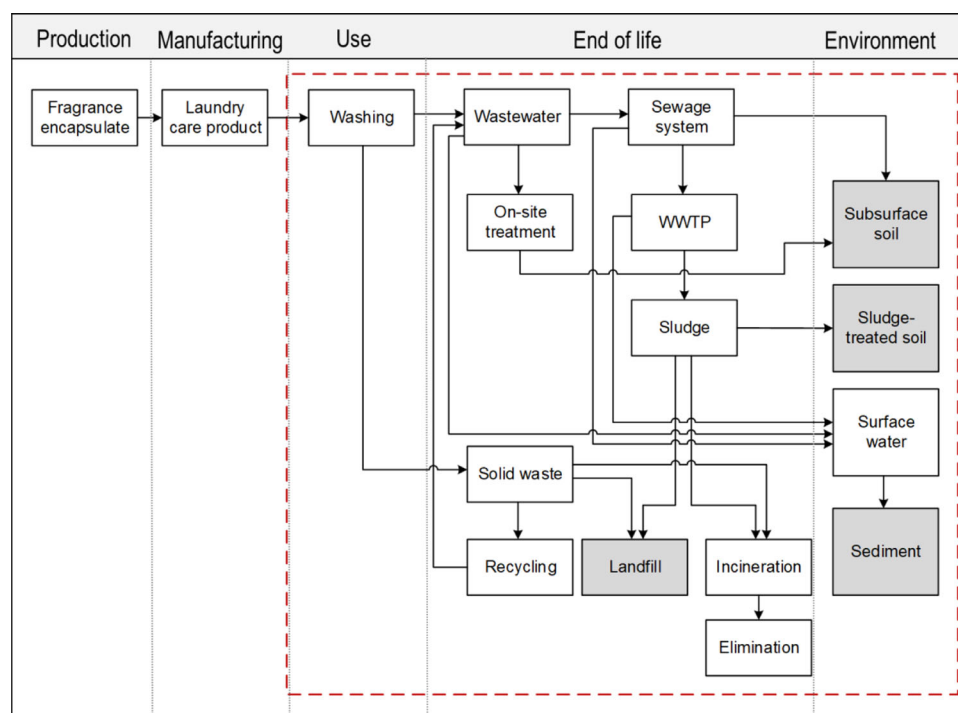 Production
Manufacturing
Use
End of life
Environment
Fragrance
encapsulate
Laundry
care product
Washing
Wastewater
Sewage
system
On-site
treatment
WWTP
Subsurface
soil
Sludge
Sludge-
treated soil
Surface
water
Solid waste
Recycling
Landfill
Incineration
Sediment
Elimination